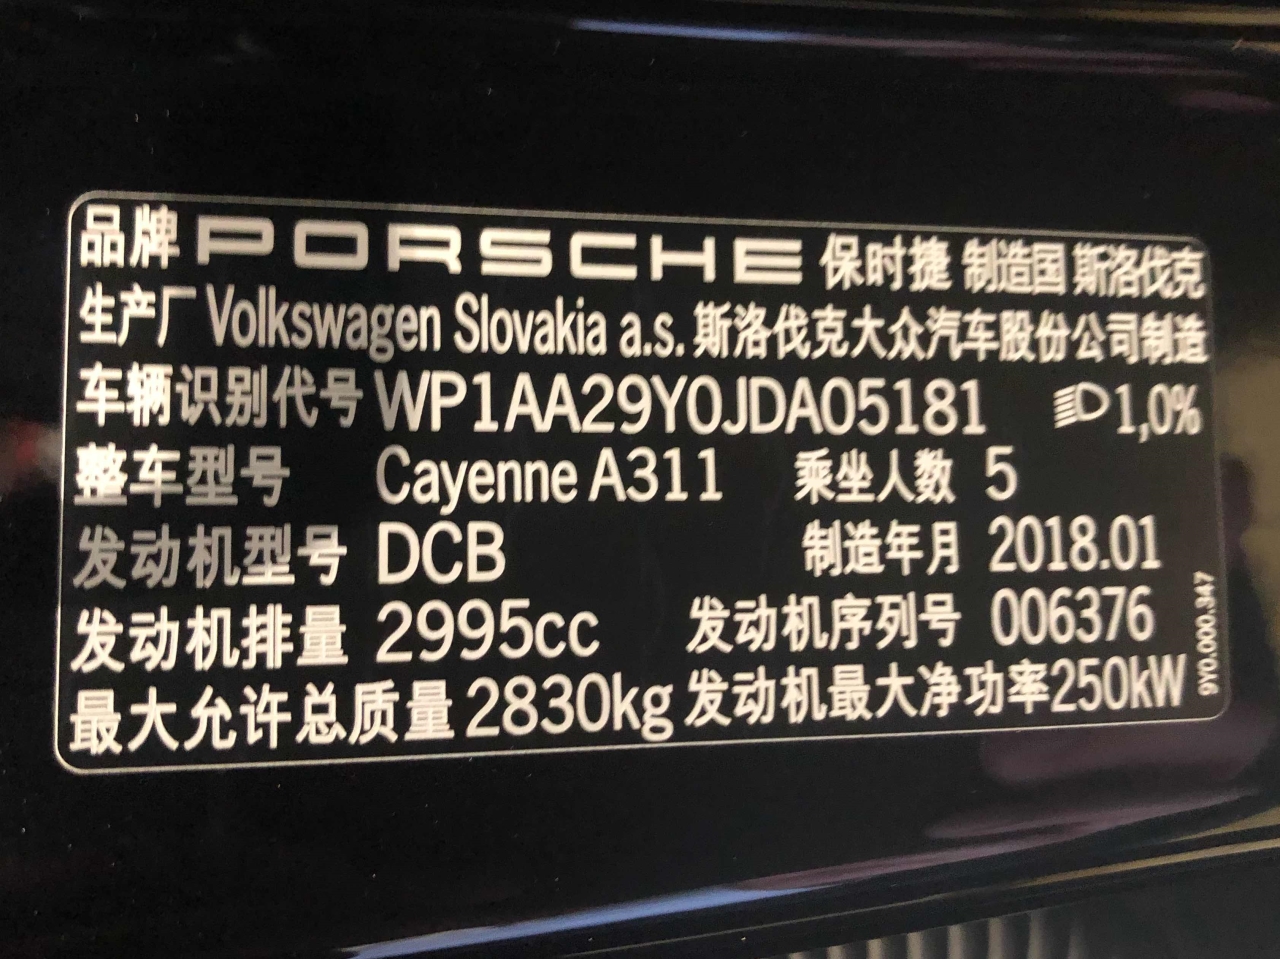 品牌 PORSCHE 保时捷 制造国 斯洛伐克
生产厂 Volkswagen Slovakia a.s. 斯洛伐克大众汽车股份公司制造
车辆识别代号 WP1AA29Y0JDA05181 1,0%
整车型号 Cayenne A311 乘坐人数 5
发动机型号 DCB 制造年月 2018.01
发动机排量 2995cc 发动机序列号 006376
最大允许总质量 2830kg 发动机最大净功率250kW
9Y0.000.347